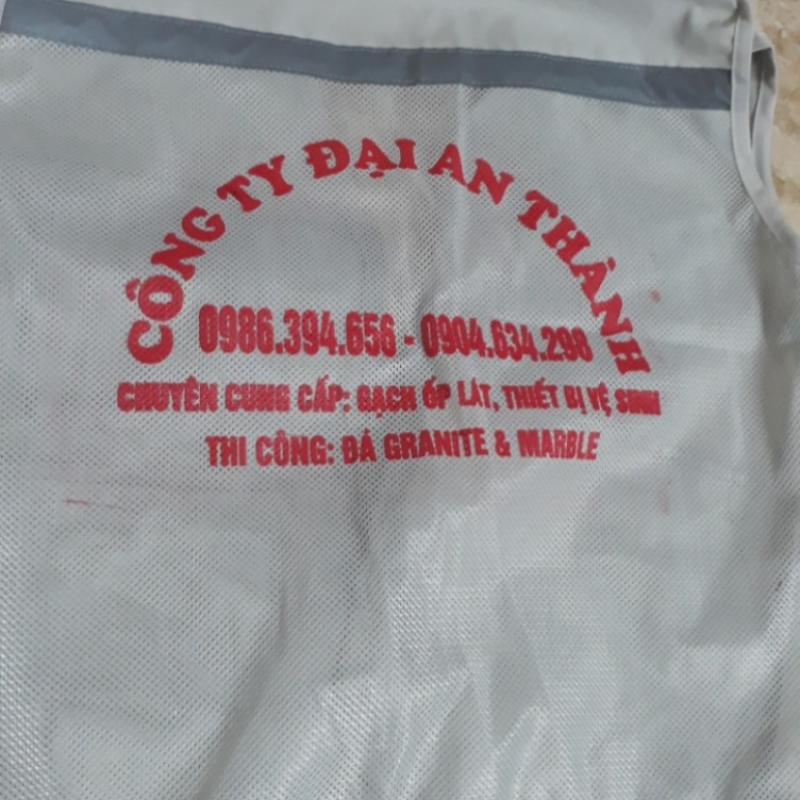 CÔNG TY ĐẠI AN THÀNH
0986.394.656 - 0904.634.298
CHUYÊN CUNG CẤP: GẠCH ỐP LÁT, THIẾT BỊ VỆ SINH
THI CÔNG: ĐÁ GRANITE & MARBLE